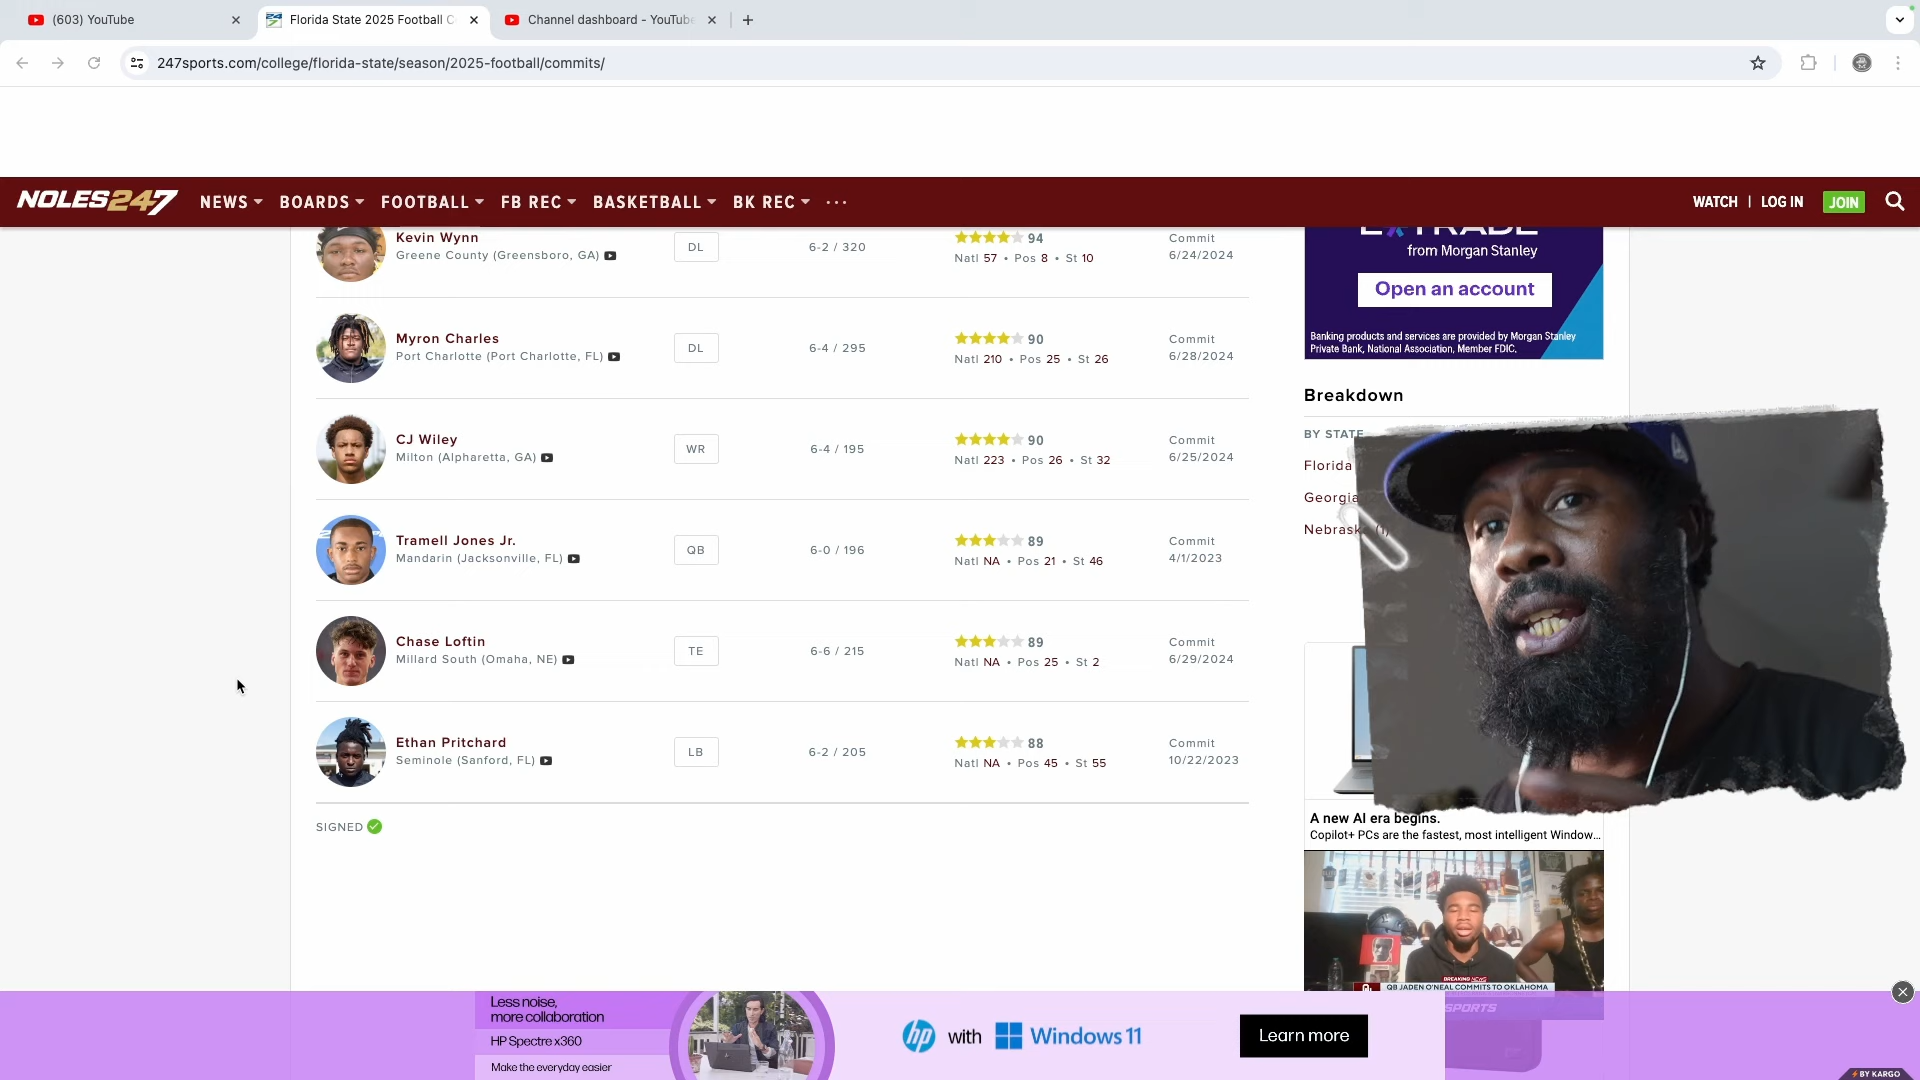 (603) YouTube
Florida State 2025 Football C
Channel dashboard - YouTube
247sports.com/college/florida-state/season/2025-football/commits/
NOLES247
NEWS
BOARDS
FOOTBALL
FB REC
BASKETBALL
BK REC
WATCH | LOG IN
JOIN
Kevin Wynn
Greene County (Greensboro, GA)
DL
6-2 / 320
94
Natl 57 • Pos 8 • St 10
Commit
6/24/2024
Myron Charles
Port Charlotte (Port Charlotte, FL)
DL
6-4 / 295
90
Natl 210 • Pos 25 • St 26
Commit
6/28/2024
CJ Wiley
Milton (Alpharetta, GA)
WR
6-4 / 195
90
Natl 223 • Pos 26 • St 32
Commit
6/25/2024
Tramell Jones Jr.
Mandarin (Jacksonville, FL)
QB
6-0 / 196
89
Natl NA • Pos 21 • St 46
Commit
4/1/2023
Chase Loftin
Millard South (Omaha, NE)
TE
6-6 / 215
89
Natl NA • Pos 25 • St 2
Commit
6/29/2024
Ethan Pritchard
Seminole (Sanford, FL)
LB
6-2 / 205
88
Natl NA • Pos 45 • St 55
Commit
10/22/2023
SIGNED
E*TRADE
from Morgan Stanley
Open an account
Banking products and services are provided by Morgan Stanley
Private Bank, National Association, Member FDIC.
Breakdown
BY STATE
Florida
Georgia
Nebraska (1)
A new AI era begins.
Copilot+ PCs are the fastest, most intelligent Window...
BREAKING NEWS
QB JADEN O'NEAL COMMITS TO OKLAHOMA
SPORTS
Less noise,
more collaboration
HP Spectre x360
Make the everyday easier
hp with Windows 11
Learn more
BY KARGO